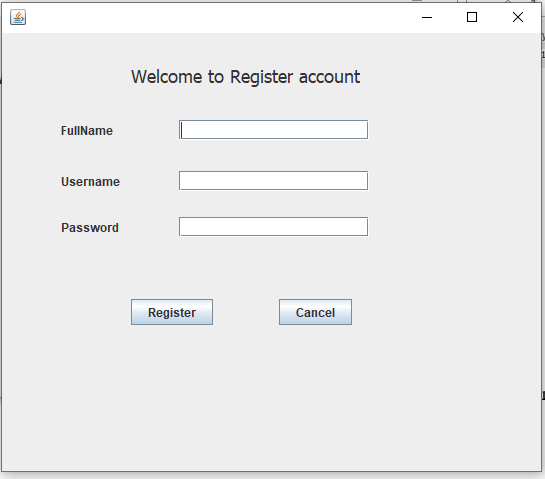 Welcome to Register account
FullName
Username
Password
Register Cancel